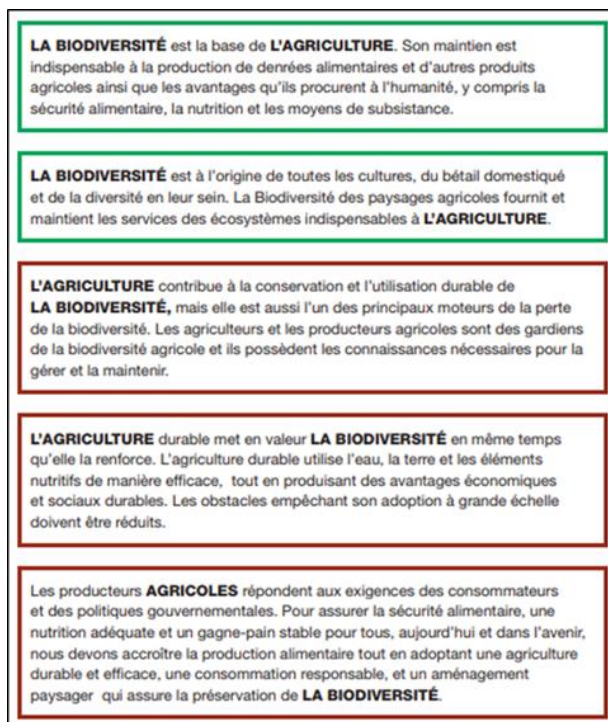 LA BIODIVERSITÉ est la base de L'AGRICULTURE. Son maintien est
indispensable à la production de denrées alimentaires et d'autres produits
agricoles ainsi que les avantages qu'ils procurent à l'humanité, y compris la
sécurité alimentaire, la nutrition et les moyens de subsistance.
LA BIODIVERSITÉ est à l'origine de toutes les cultures, du bétail domestiqué
et de la diversité en leur sein. La Biodiversité des paysages agricoles fournit et
maintient les services des écosystèmes indispensables à L'AGRICULTURE.
L'AGRICULTURE contribue à la conservation et l'utilisation durable de
LA BIODIVERSITÉ, mais elle est aussi l'un des principaux moteurs de la perte
de la biodiversité. Les agriculteurs et les producteurs agricoles sont des gardiens
de la biodiversité agricole et ils possèdent les connaissances nécessaires pour la
gérer et la maintenir.
L'AGRICULTURE durable met en valeur LA BIODIVERSITÉ en même temps
qu'elle la renforce. L'agriculture durable utilise l'eau, la terre et les éléments
nutritifs de manière efficace, tout en produisant des avantages économiques
et sociaux durables. Les obstacles empêchant son adoption à grande échelle
doivent être réduits.
Les producteurs AGRICOLES répondent aux exigences des consommateurs
et des politiques gouvernementales. Pour assurer la sécurité alimentaire, une
nutrition adéquate et un gagne-pain stable pour tous, aujourd'hui et dans l'avenir,
nous devons accroître la production alimentaire tout en adoptant une agriculture
durable et efficace, une consommation responsable, et un aménagement
paysager qui assure la préservation de LA BIODIVERSITÉ.